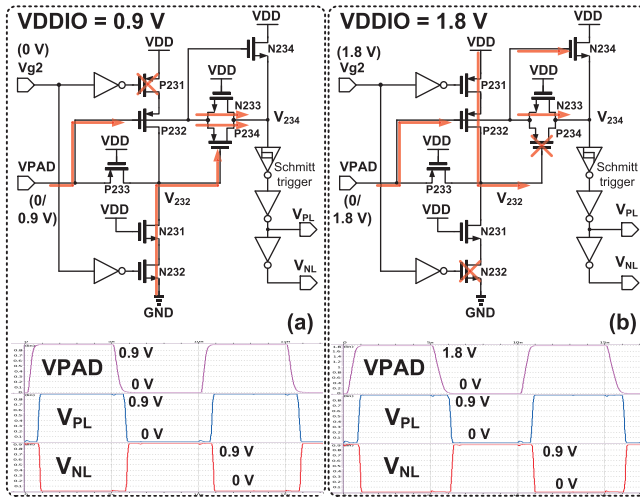 VDDIO = 0.9 V
(0 V)
Vg2
VDD
P231
VDD
N234
VDD
N233
P232
P234
V234
VPAD
(0/
0.9 V)
P233
VDD
V232
Schmitt
trigger
VDD
N231
N232
GND
VPL
VNL
(a)
VPAD
0.9 V
0 V
VPL
0.9 V
0 V
VNL
0.9 V
0 V
VDDIO = 1.8 V
(1.8 V)
Vg2
VDD
P231
VDD
N234
VDD
N233
P232
P234
V234
VPAD
(0/
1.8 V)
P233
VDD
V232
Schmitt
trigger
VDD
N231
N232
GND
VPL
VNL
(b)
VPAD
1.8 V
0 V
VPL
0.9 V
0 V
VNL
0.9 V
0 V